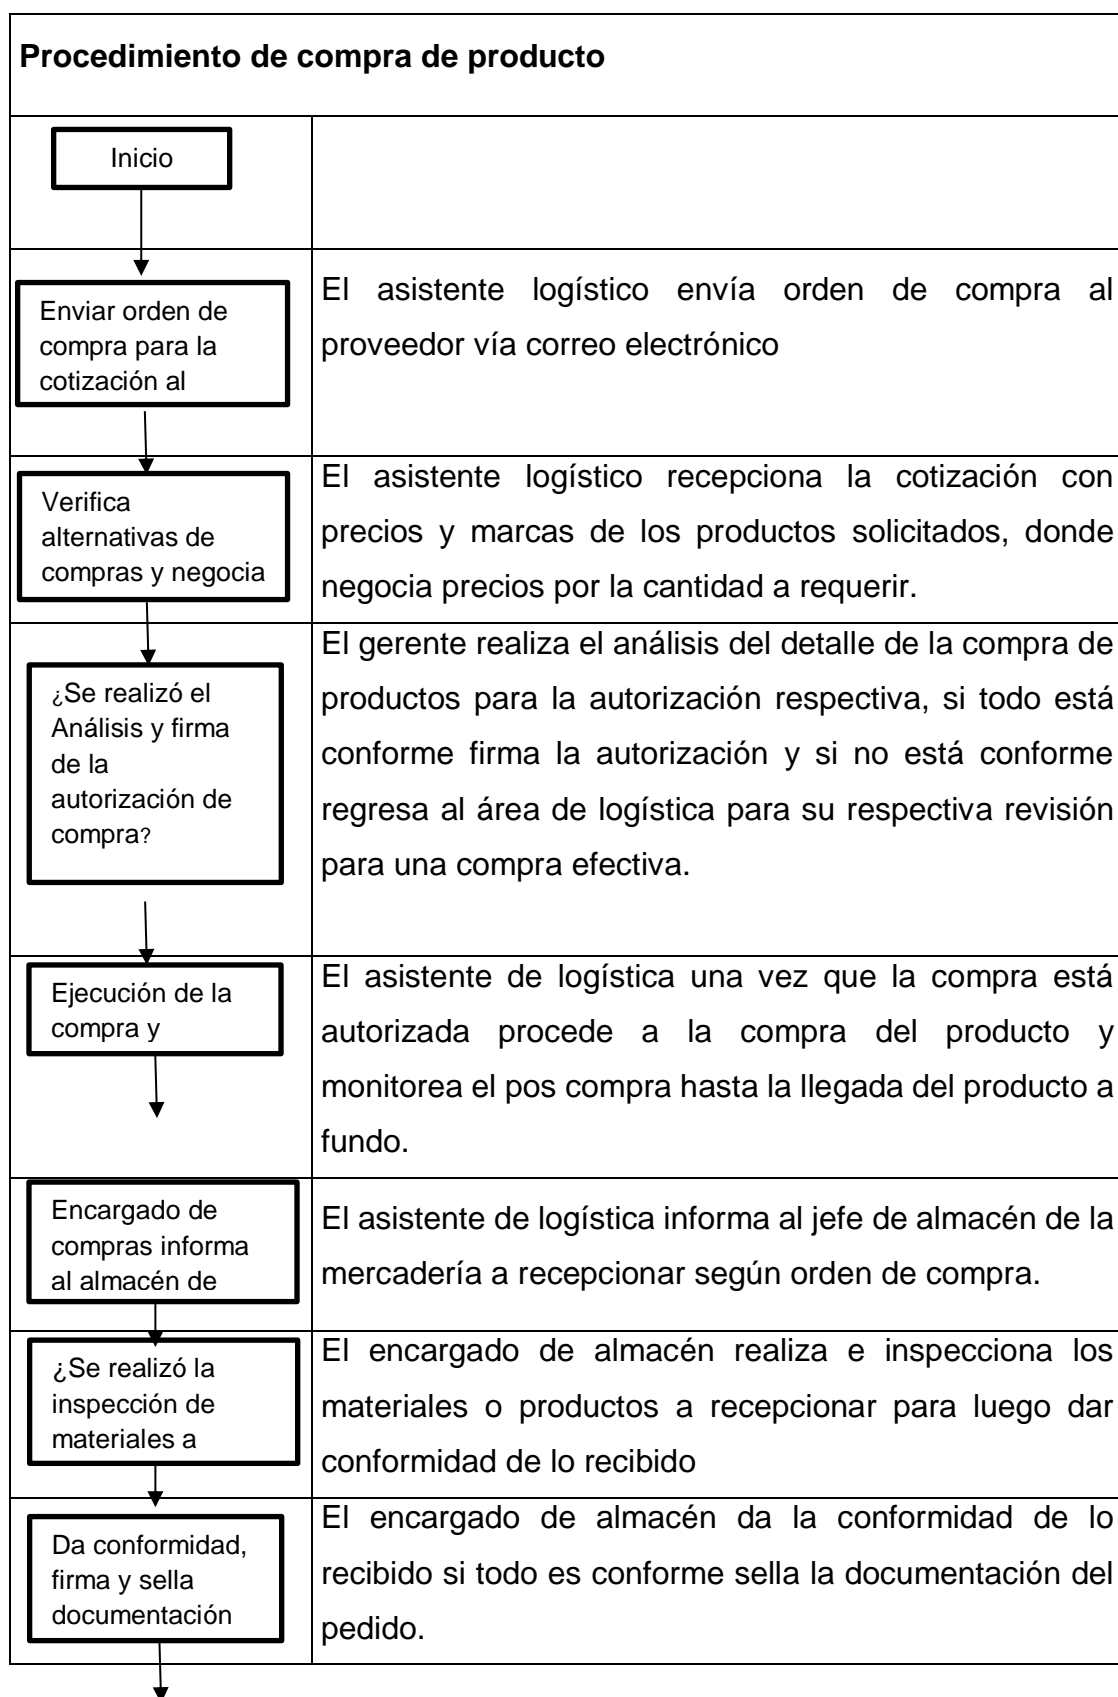 Procedimiento de compra de producto
Inicio
Enviar orden de
compra para la
cotización al
El asistente logístico envía orden de compra al
proveedor vía correo electrónico
Verifica
alternativas de
compras y negocia
El asistente logístico recepciona la cotización con
precios y marcas de los productos solicitados, donde
negocia precios por la cantidad a requerir.
¿Se realizó el
Análisis y firma
de la
autorización de
compra?
El gerente realiza el análisis del detalle de la compra de
productos para la autorización respectiva, si todo está
conforme firma la autorización y si no está conforme
regresa al área de logística para su respectiva revisión
para una compra efectiva.
Ejecución de la
compra y
El asistente de logística una vez que la compra está
autorizada procede a la compra del producto y
monitorea el pos compra hasta la llegada del producto a
fundo.
Encargado de
compras informa
al almacén de
El asistente de logística informa al jefe de almacén de la
mercadería a recepcionar según orden de compra.
¿Se realizó la
inspección de
materiales a
El encargado de almacén realiza e inspecciona los
materiales o productos a recepcionar para luego dar
conformidad de lo recibido
Da conformidad,
firma y sella
documentación
El encargado de almacén da la conformidad de lo
recibido si todo es conforme sella la documentación del
pedido.